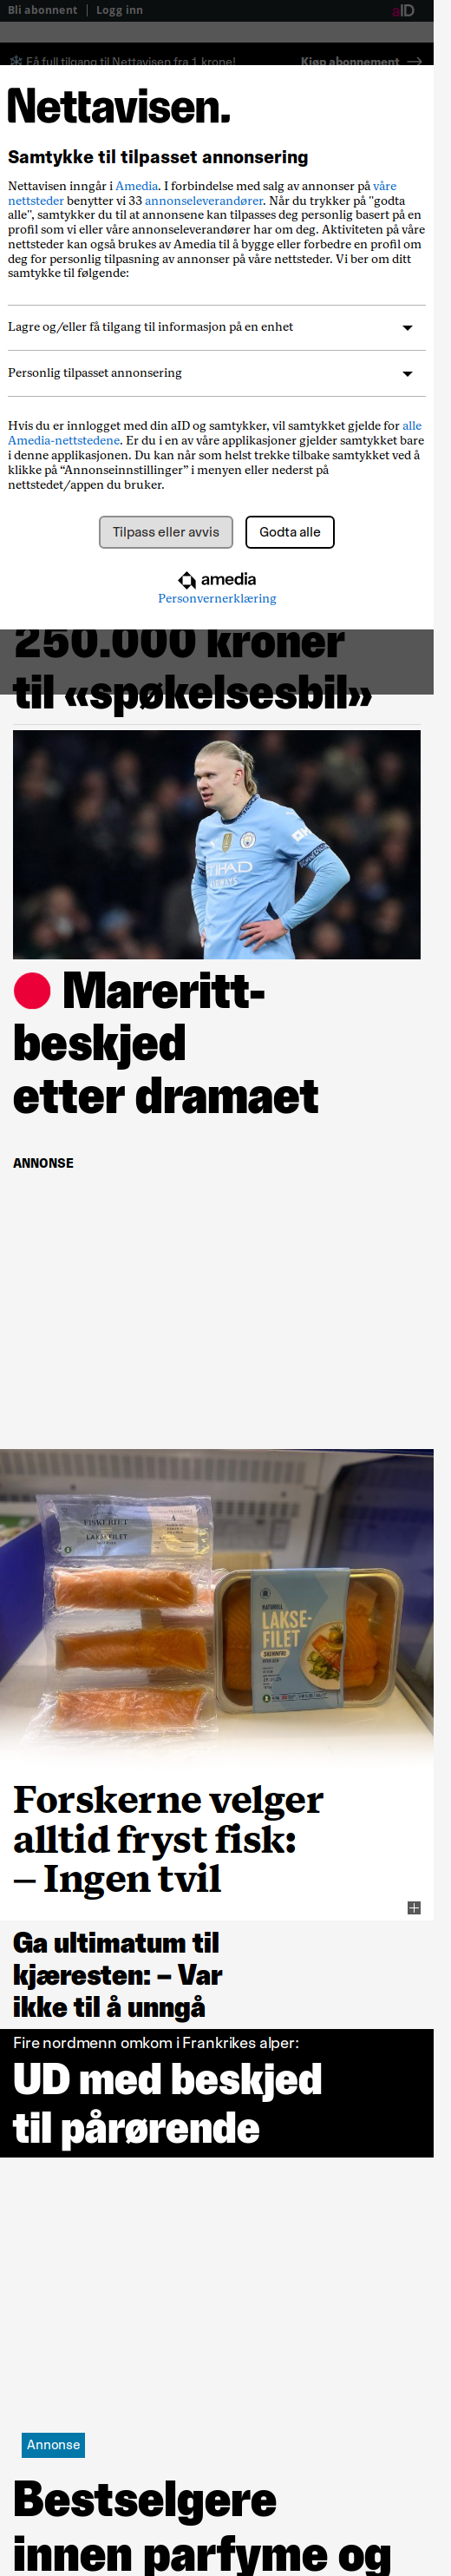 Bli abonnent | Logg inn
aID
Få full tilgang til Nettavisen fra 1 krone!
Kjøp abonnement
Nettavisen.
Samtykke til tilpasset annonsering
Nettavisen inngår i Amedia. I forbindelse med salg av annonser på våre
nettsteder benytter vi 33 annonseleverandører. Når du trykker på "godta
alle", samtykker du til at annonsene kan tilpasses deg personlig basert på en
profil som vi eller våre annonseleverandører har om deg. Aktiviteten på våre
nettsteder kan også brukes av Amedia til å bygge eller forbedre en profil om
deg for personlig tilpasning av annonser på våre nettsteder. Vi ber om ditt
samtykke til følgende:
Lagre og/eller få tilgang til informasjon på en enhet
Personlig tilpasset annonsering
Hvis du er innlogget med din aID og samtykker, vil samtykket gjelde for alle
Amedia-nettstedene. Er du i en av våre applikasjoner gjelder samtykket bare
i denne applikasjonen. Du kan når som helst trekke tilbake samtykket ved å
klikke på “Annonseinnstillinger” i menyen eller nederst på
nettstedet/appen du bruker.
Tilpass eller avvis
Godta alle
amedia
Personvernerklæring
250.000 kroner
til «spøkelsesbil»
ETIHAD
AIRWAYS
Mareritt-
beskjed
etter dramaet
ANNONSE
FISKERIET
LAKSEFILET
NATURELL
LAKSE-
FILET
SKINNFRI
Forskerne velger
alltid fryst fisk:
– Ingen tvil
Ga ultimatum til
kjæresten: – Var
ikke til å unngå
Fire nordmenn omkom i Frankrikes alper:
UD med beskjed
til pårørende
Annonse
Bestselgere
innen parfyme og